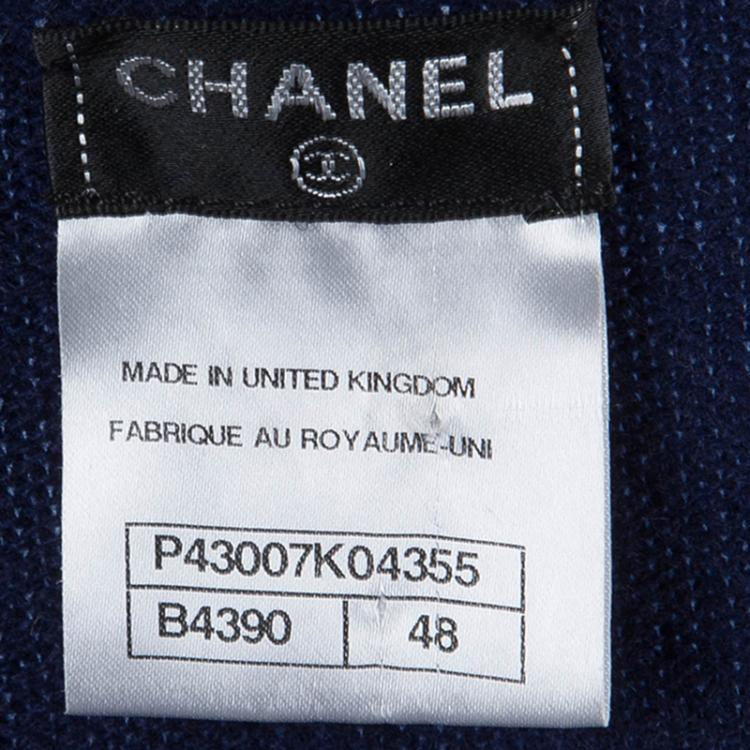 CHANEL
MADE IN UNITED KINGDOM
FABRIQUE AU ROYAUME-UNI
P43007K04355
B4390 48